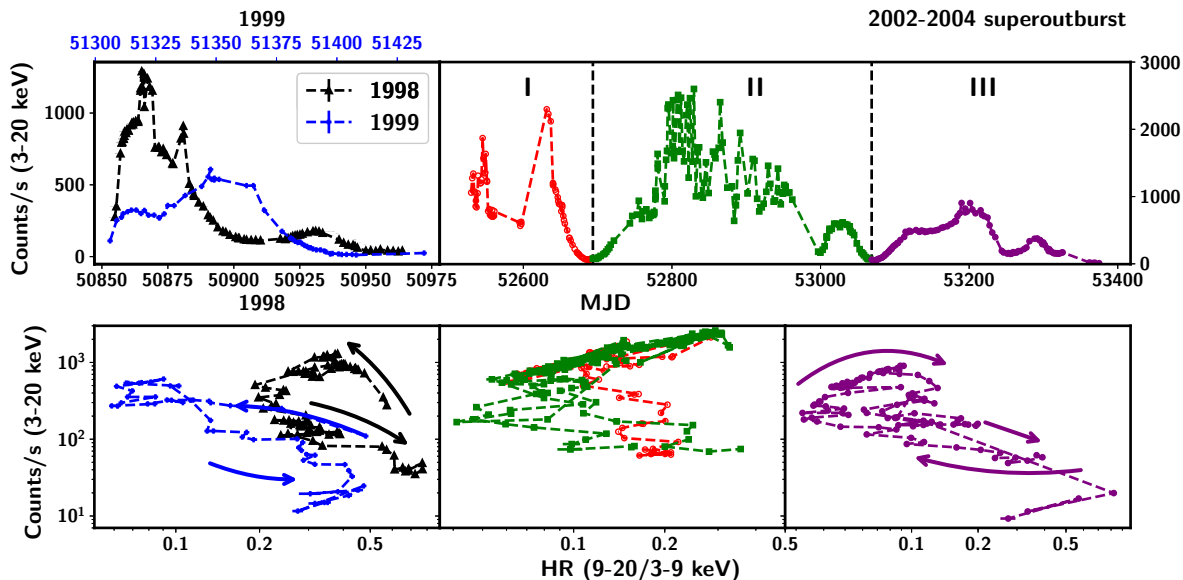 1999
2002-2004 superoutburst
51300 51325 51350 51375 51400 51425
1998
1999
I
II
III
Counts/s (3-20 keV)
1000
500
0
3000
2000
1000
0
50850 50875 50900 50925 50950 50975
52600 52800 53000 53200 53400
1998
MJD
Counts/s (3-20 keV)
10³
10²
10¹
0.1 0.2 0.5
0.1 0.2 0.5
0.1 0.2 0.5
HR (9-20/3-9 keV)